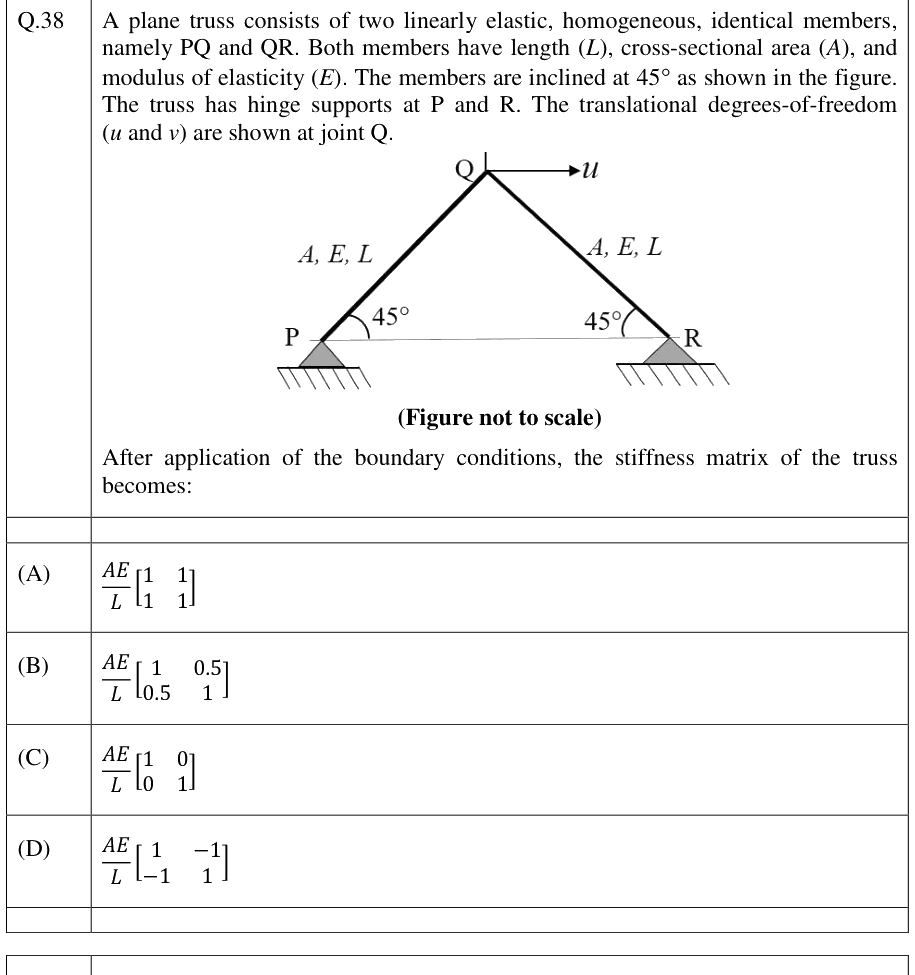 Q.38 A plane truss consists of two linearly elastic, homogeneous, identical members,
namely PQ and QR. Both members have length (L), cross-sectional area (A), and
modulus of elasticity (E). The members are inclined at 45° as shown in the figure.
The truss has hinge supports at P and R. The translational degrees-of-freedom
(u and v) are shown at joint Q.
Q u
A, E, L A, E, L
45° 45°
P R
(Figure not to scale)
After application of the boundary conditions, the stiffness matrix of the truss
becomes:
(A) AE/L [1 1
1 1]
(B) AE/L [1 0.5
0.5 1]
(C) AE/L [1 0
0 1]
(D) AE/L [1 −1
−1 1]